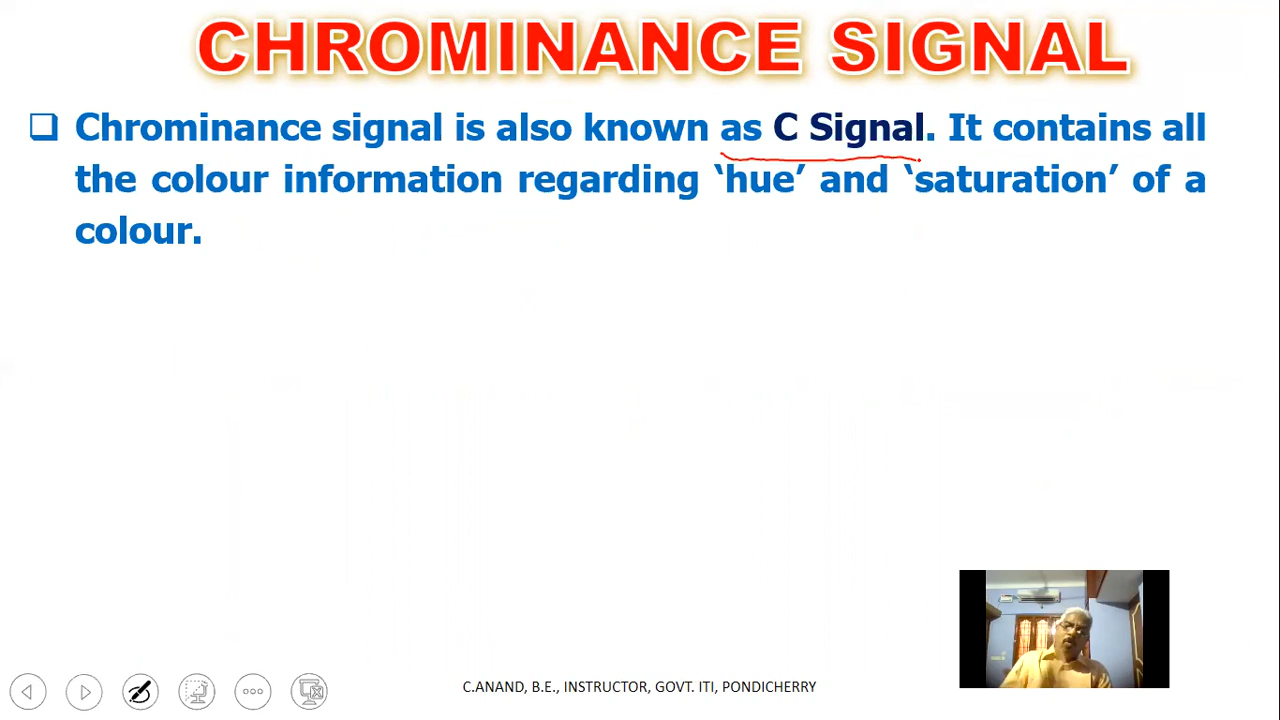 CHROMINANCE SIGNAL
❑ Chrominance signal is also known as C Signal. It contains all
the colour information regarding ‘hue’ and ‘saturation’ of a
colour.
C.ANAND, B.E., INSTRUCTOR, GOVT. ITI, PONDICHERRY